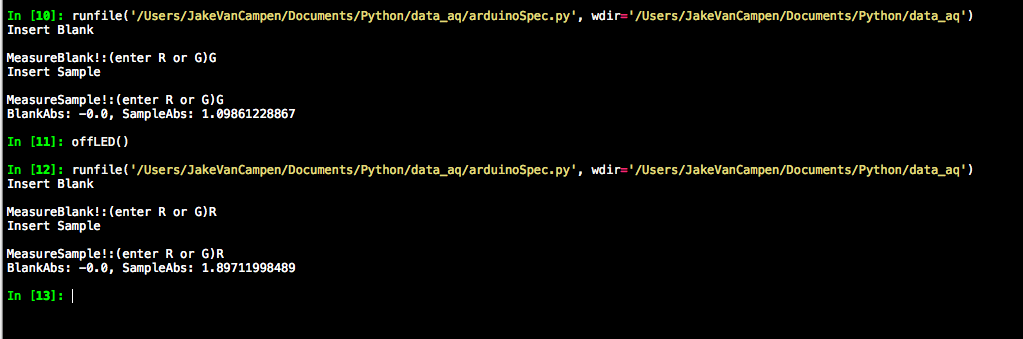 In [10]: runfile('/Users/JakeVanCampen/Documents/Python/data_aq/arduinoSpec.py', wdir='/Users/JakeVanCampen/Documents/Python/data_aq')
Insert Blank
MeasureBlank!:(enter R or G)G
Insert Sample
MeasureSample!:(enter R or G)G
BlankAbs: -0.0, SampleAbs: 1.09861228867
In [11]: offLED()
In [12]: runfile('/Users/JakeVanCampen/Documents/Python/data_aq/arduinoSpec.py', wdir='/Users/JakeVanCampen/Documents/Python/data_aq')
Insert Blank
MeasureBlank!:(enter R or G)R
Insert Sample
MeasureSample!:(enter R or G)R
BlankAbs: -0.0, SampleAbs: 1.89711998489
In [13]: